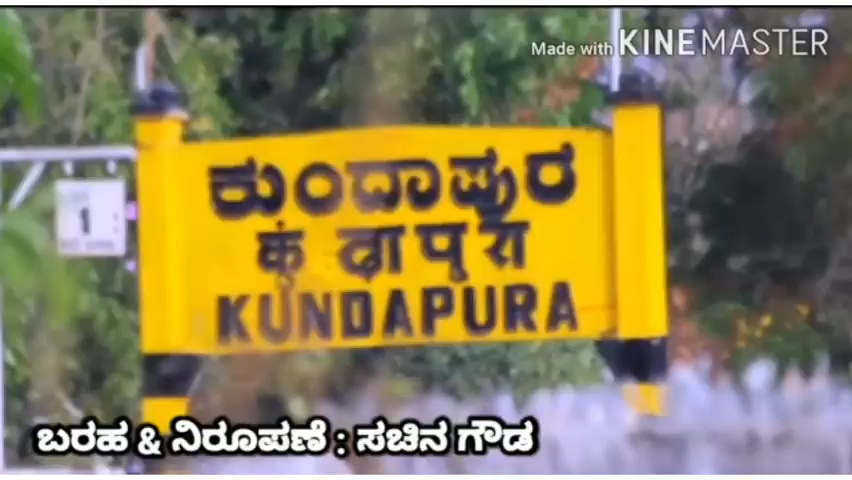 Made with KINEMASTER
ಕುಂದಾಪುರ
कुंदापुरा
KUNDAPURA
1
ಬರಹ & ನಿರೂಪಣೆ : ಸಚಿನ ಗೌಡ